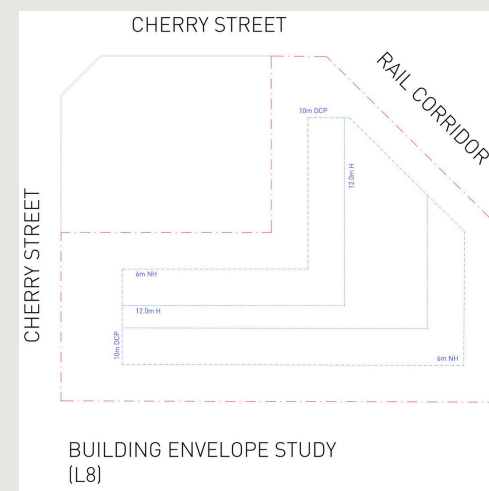 CHERRY STREET
RAIL CORRIDOR
10m DCP
12.0m H
CHERRY STREET
6m NH
12.0m H
10m DCP
6m NH
BUILDING ENVELOPE STUDY
(L8)